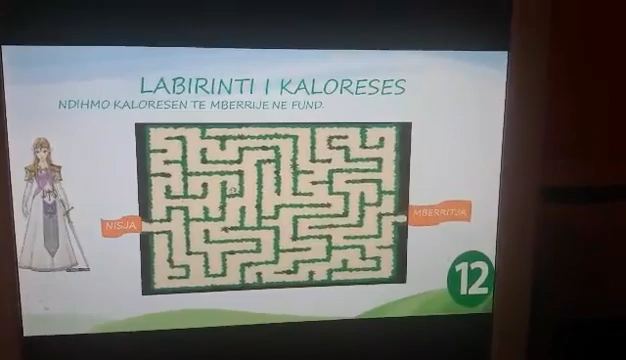 LABIRINTI I KALORESES
NDIHMO KALORESEN TE MBERRIJE NE FUND.
NISJA
MBERRITJA
12